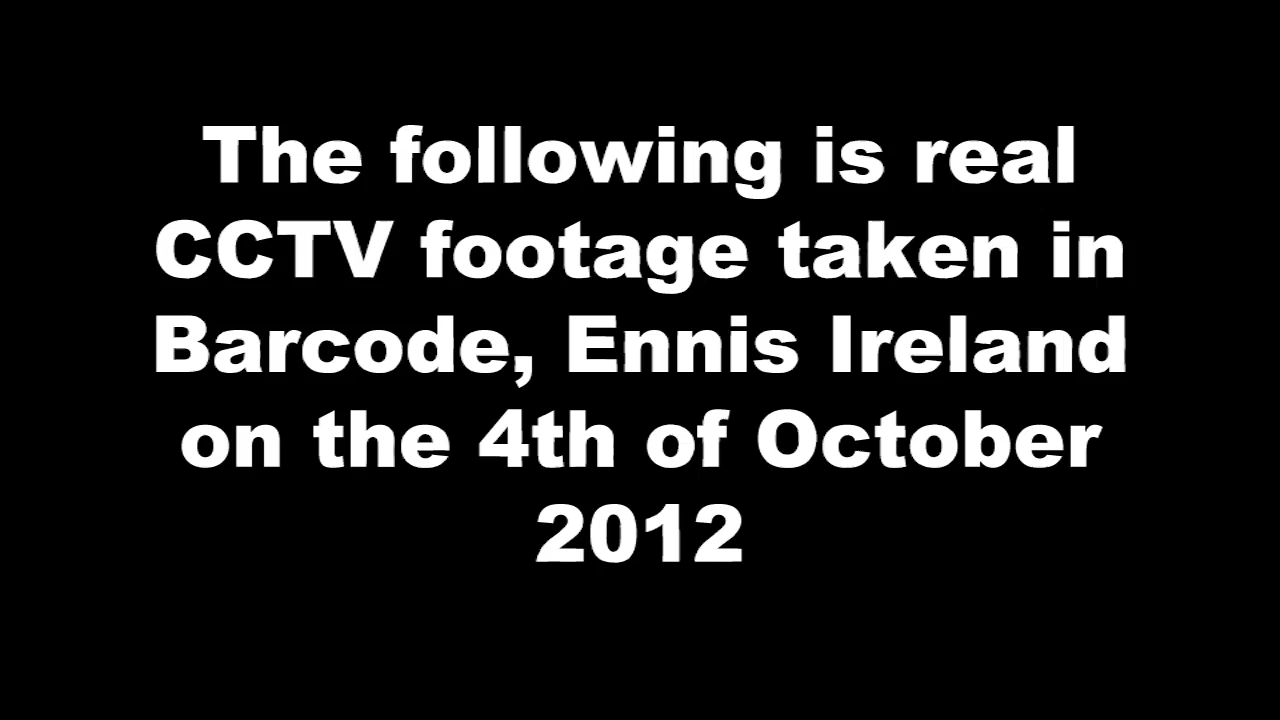 The following is real
CCTV footage taken in
Barcode, Ennis Ireland
on the 4th of October
2012